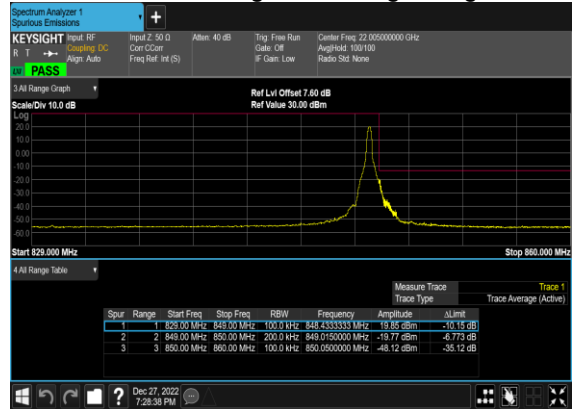 Spectrum Analyzer 1
Spurious Emissions
KEYSIGHT
R T
LXI
PASS
Input: RF
Coupling: DC
Align: Auto
Input Z: 50 Ω
Corr CCorr
Freq Ref: Int (S)
Atten: 40 dB
Trig: Free Run
Gate: Off
IF Gain: Low
Center Freq: 22.005000000 GHz
Avg|Hold: 100/100
Radio Std: None
3 All Range Graph
Scale/Div 10.0 dB
Ref Lvl Offset 7.60 dB
Ref Value 30.00 dBm
Log
20.0
10.0
0.00
-10.0
-20.0
-30.0
-40.0
-50.0
-60.0
Start 829.000 MHz
Stop 860.000 MHz
4 All Range Table
Measure Trace Trace 1
Trace Type Trace Average (Active)
Spur Range Start Freq Stop Freq RBW Frequency Amplitude ΔLimit
1 1 829.00 MHz 849.00 MHz 100.0 kHz 848.4333333 MHz 19.85 dBm -10.15 dB
2 2 849.00 MHz 850.00 MHz 200.0 kHz 849.0150000 MHz -19.77 dBm -6.773 dB
3 3 850.00 MHz 860.00 MHz 100.0 kHz 850.0500000 MHz -48.12 dBm -35.12 dB
?
Dec 27, 2022
7:28:38 PM